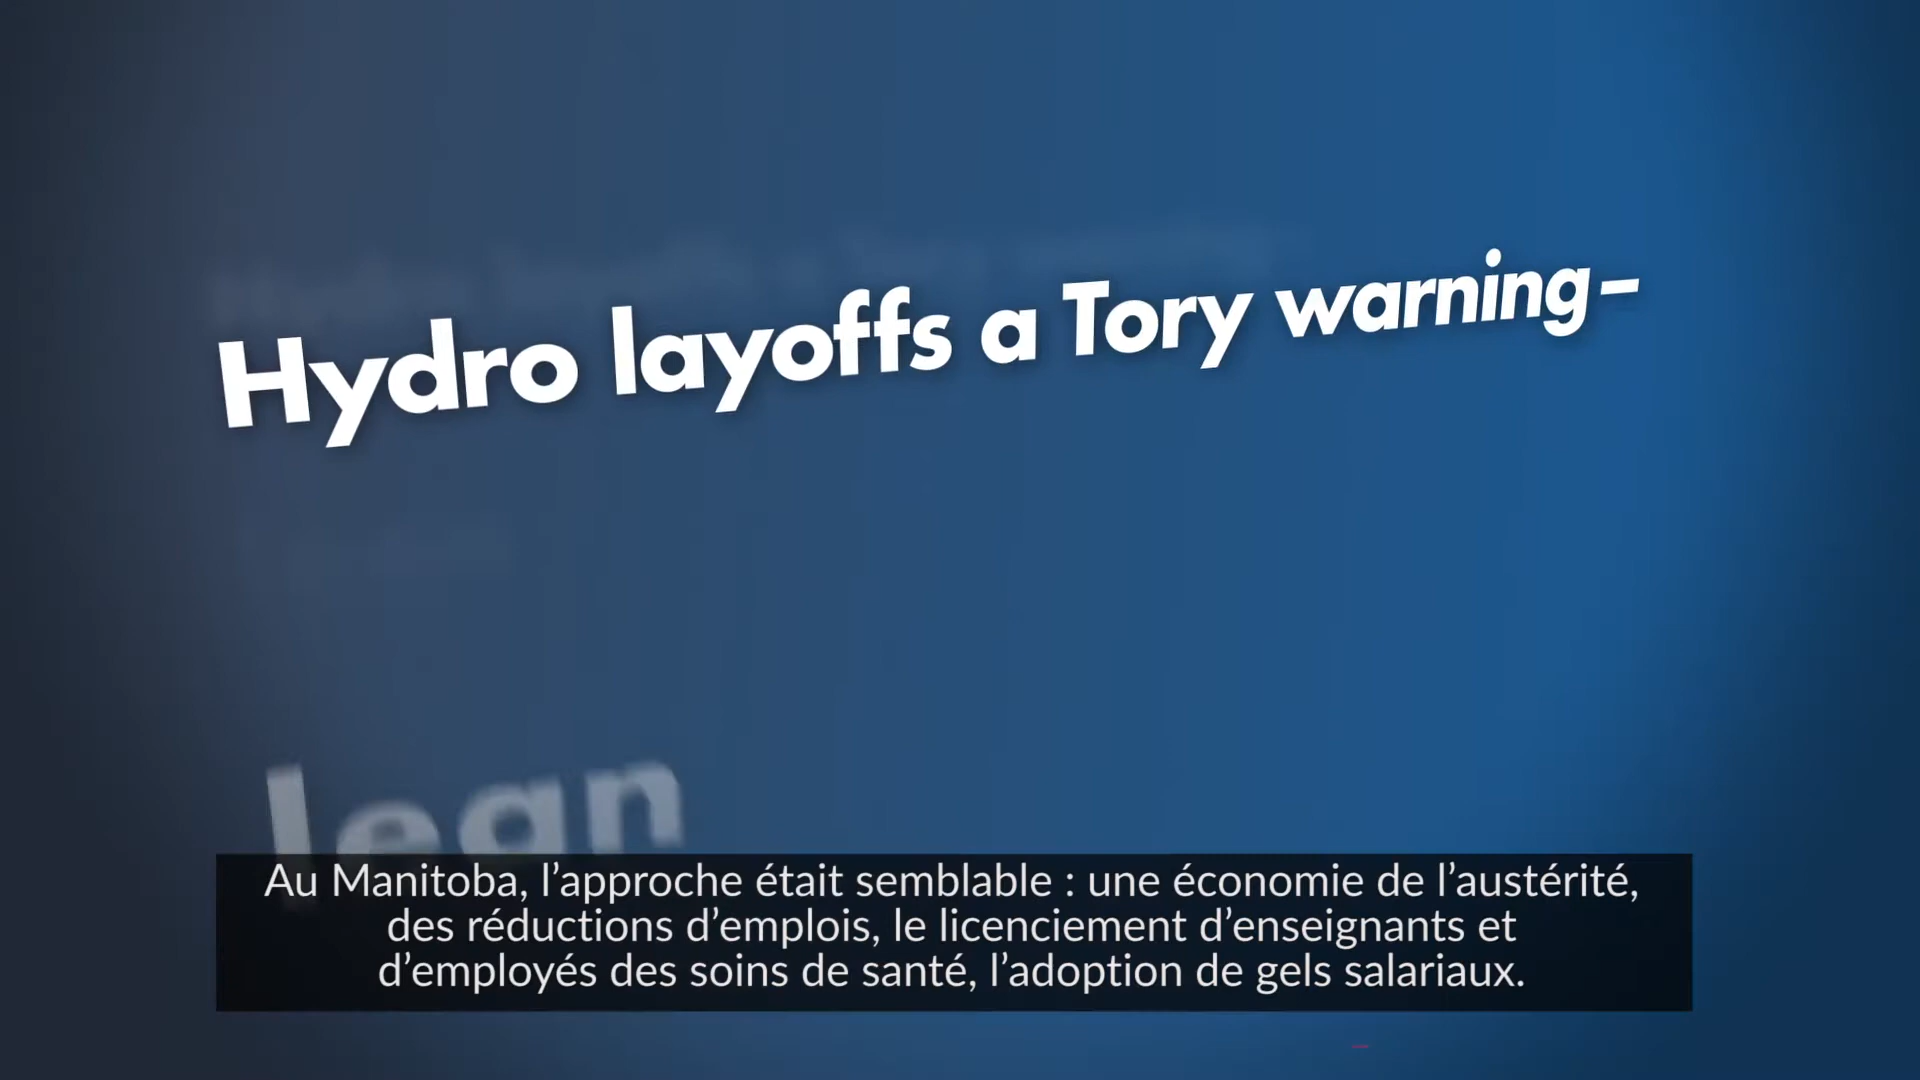 Hydro layoffs a Tory warning–
lean
Au Manitoba, l’approche était semblable : une économie de l’austérité,
des réductions d’emplois, le licenciement d’enseignants et
d’employés des soins de santé, l’adoption de gels salariaux.